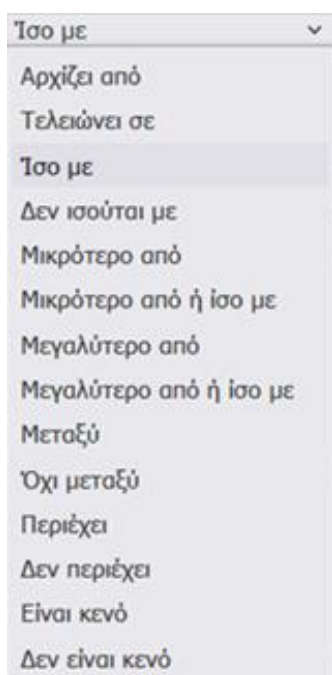 Ίσο με
Αρχίζει από
Τελειώνει σε
Ίσο με
Δεν ισούται με
Μικρότερο από
Μικρότερο από ή ίσο με
Μεγαλύτερο από
Μεγαλύτερο από ή ίσο με
Μεταξύ
Όχι μεταξύ
Περιέχει
Δεν περιέχει
Είναι κενό
Δεν είναι κενό